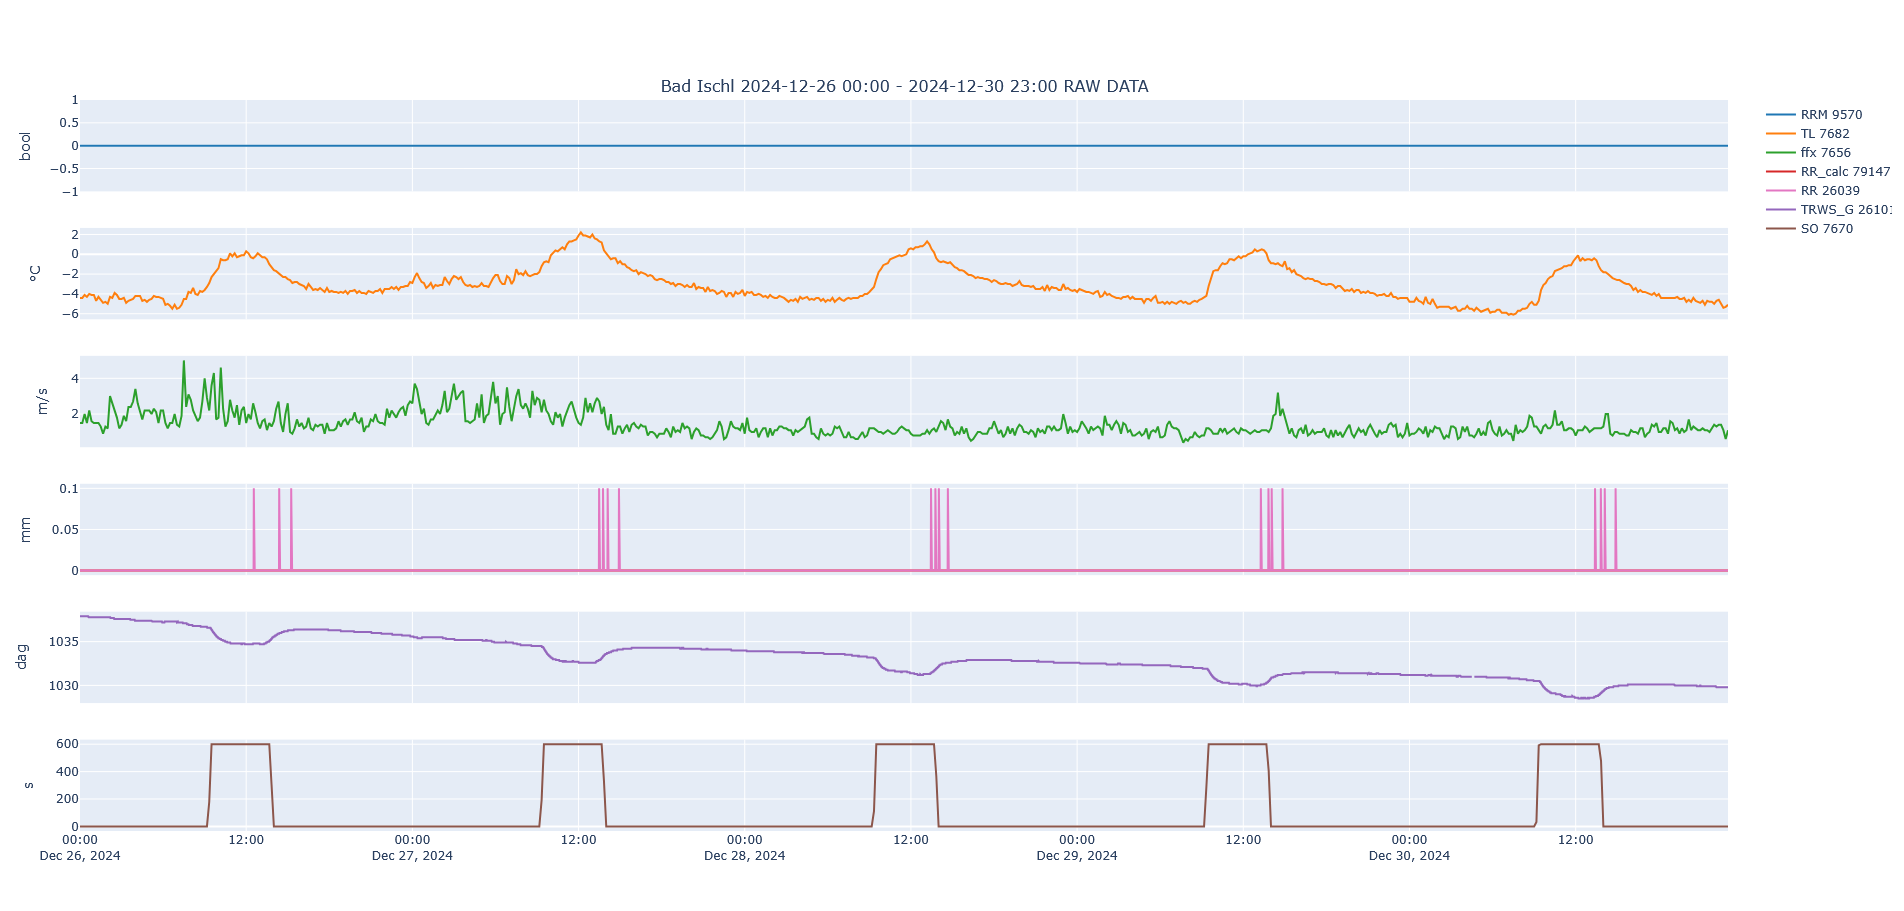 Bad Ischl 2024-12-26 00:00 - 2024-12-30 23:00 RAW DATA
bool
1
0.5
0
−0.5
−1
°C
2
0
−2
−4
−6
m/s
4
2
mm
0.1
0.05
0
dag
1035
1030
s
600
400
200
0
00:00 12:00 00:00 12:00 00:00 12:00 00:00 12:00 00:00 12:00
Dec 26, 2024 Dec 27, 2024 Dec 28, 2024 Dec 29, 2024 Dec 30, 2024
RRM 9570
TL 7682
ffx 7656
RR_calc 79147
RR 26039
TRWS_G 26101
SO 7670